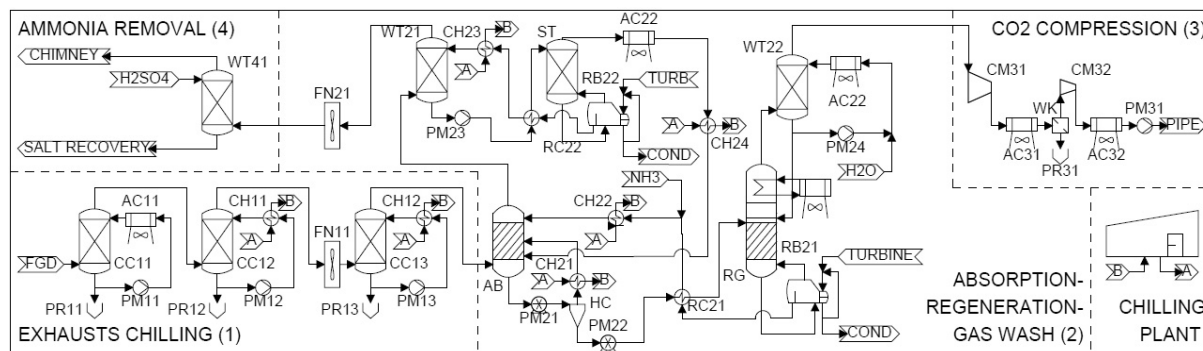 AMMONIA REMOVAL (4)
CHIMNEY
WT41
H2SO4
SALT RECOVERY
FN21
WT21
CH23
B
A
PM23
ST
AC22
RB22
TURB
RC22
COND
A
B
CH24
WT22
AC22
PM24
H2O
CO2 COMPRESSION (3)
CM31
CM32
WK
PM31
PIPE
AC31
AC32
PR31
AC11
FGD
CC11
PM11
PR11
CH11
B
A
CC12
PM12
PR12
FN11
CH12
B
A
CC13
PM13
PR13
EXHAUSTS CHILLING (1)
NH3
CH22
B
A
AB
CH21
A
B
PM21
HC
PM22
RC21
RG
RB21
TURBINE
COND
ABSORPTION-
REGENERATION-
GAS WASH (2)
B
A
CHILLING
PLANT